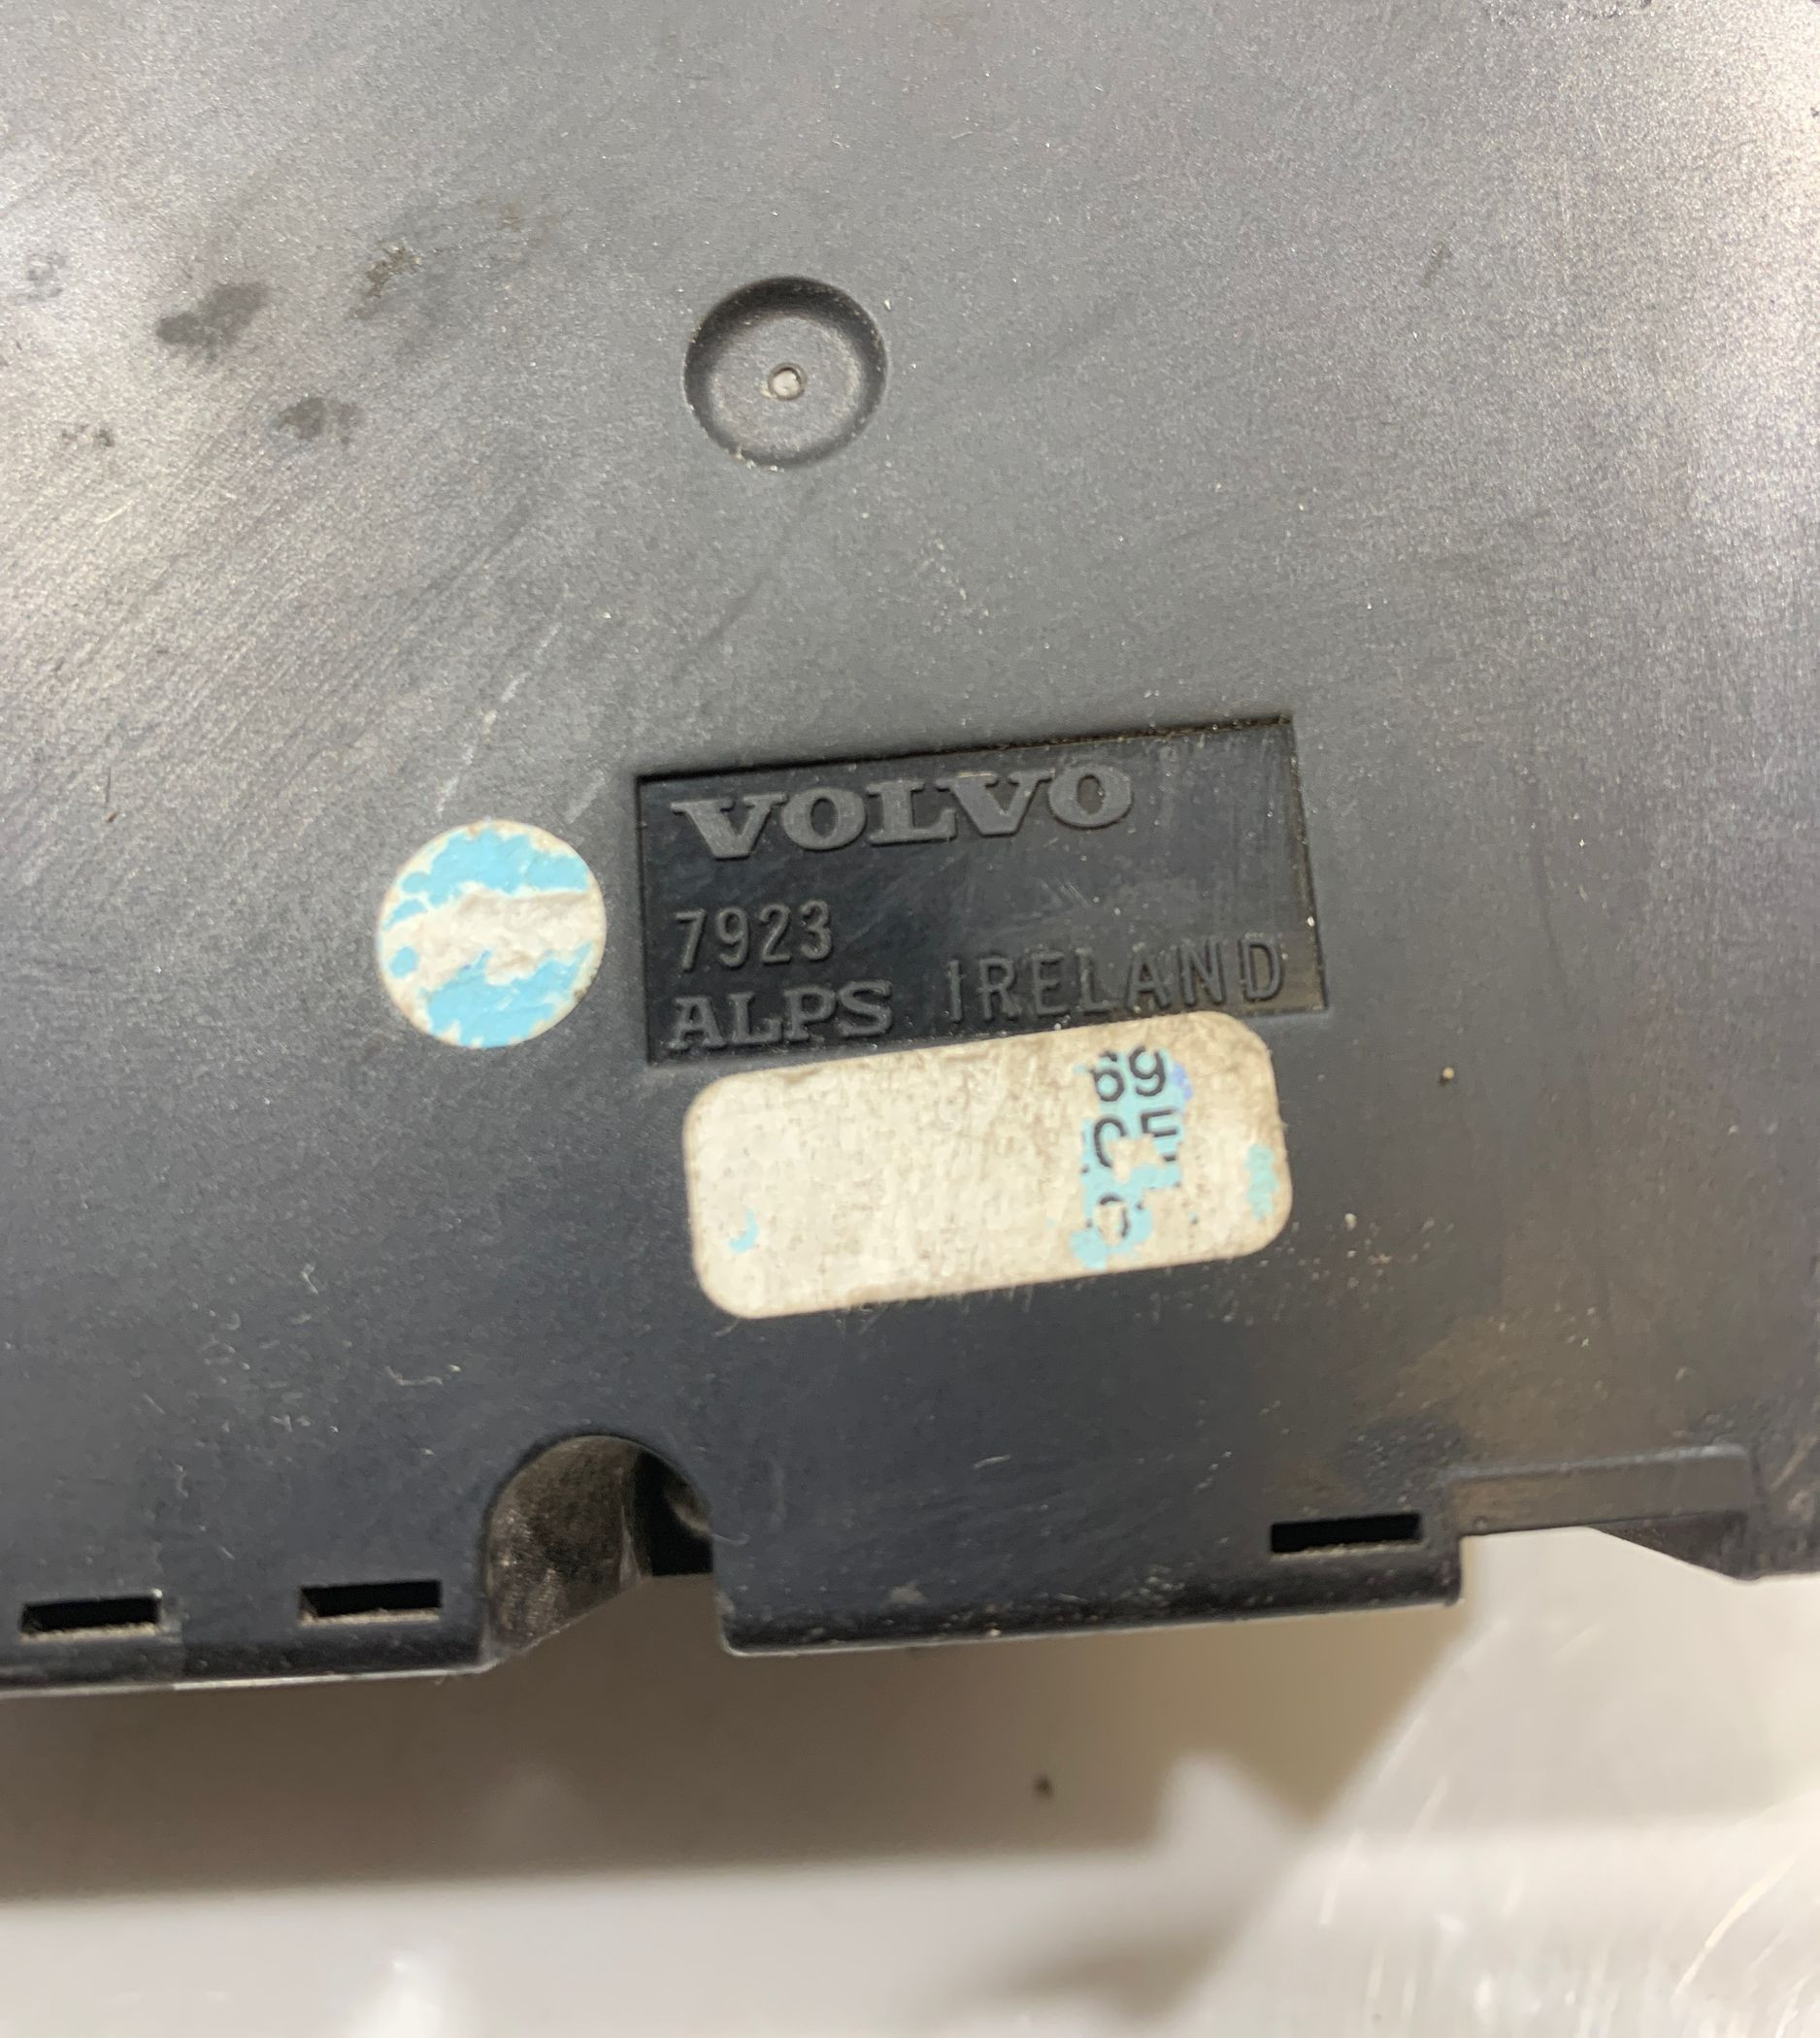 VOLVO
7923
ALPS IRELAND